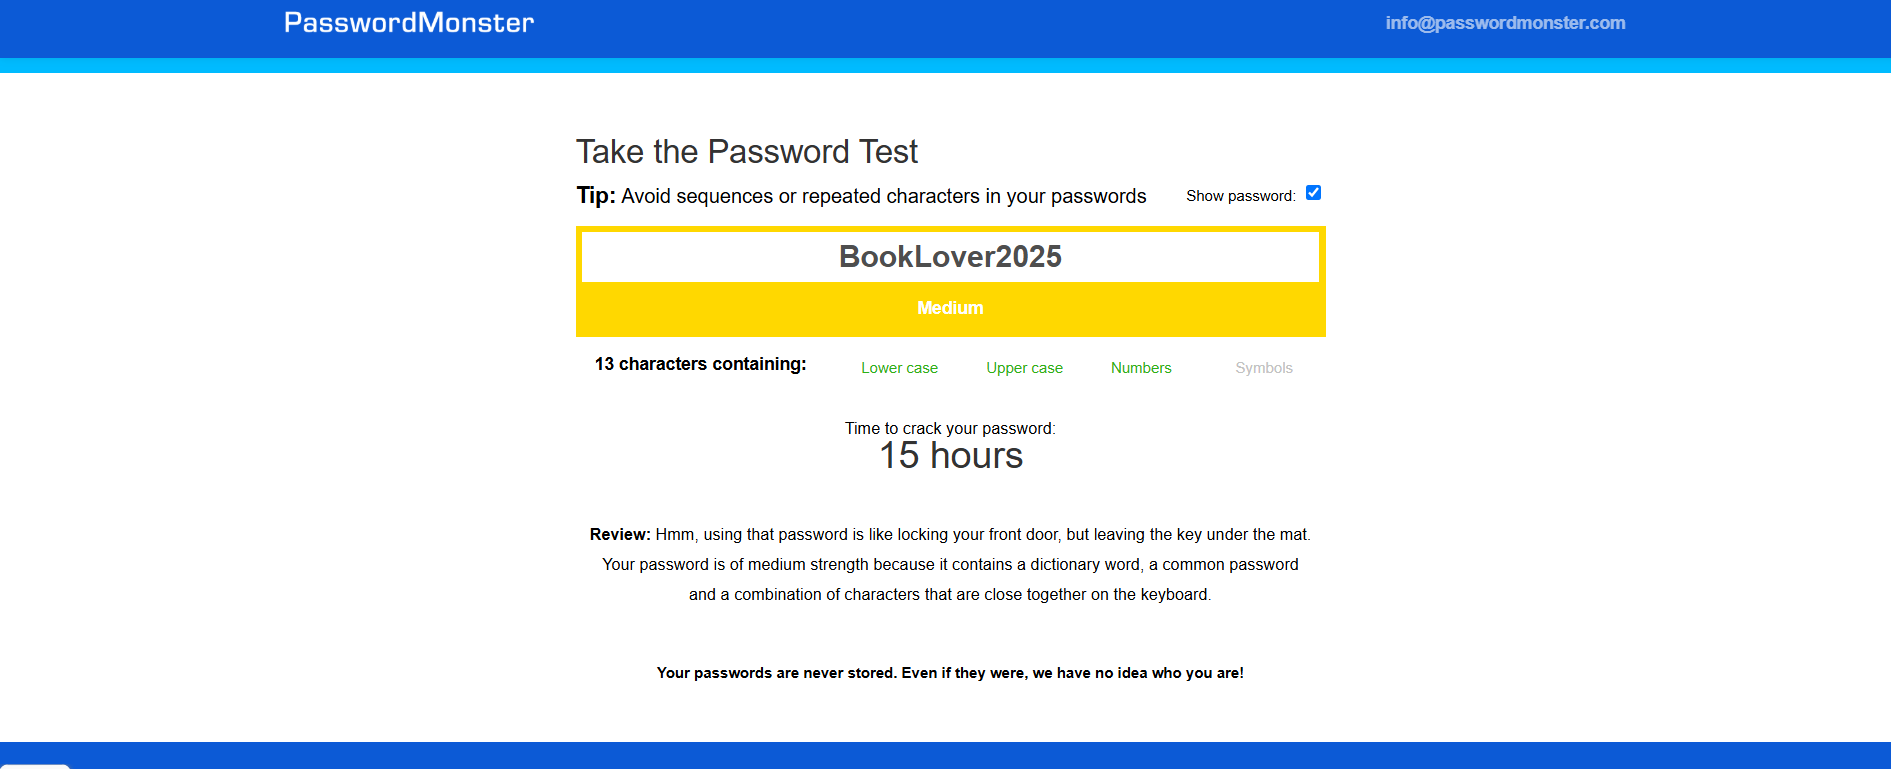 PasswordMonster
info@passwordmonster.com
Take the Password Test
Tip: Avoid sequences or repeated characters in your passwords
Show password:
BookLover2025
Medium
13 characters containing:
Lower case
Upper case
Numbers
Symbols
Time to crack your password:
15 hours
Review: Hmm, using that password is like locking your front door, but leaving the key under the mat.
Your password is of medium strength because it contains a dictionary word, a common password
and a combination of characters that are close together on the keyboard.
Your passwords are never stored. Even if they were, we have no idea who you are!